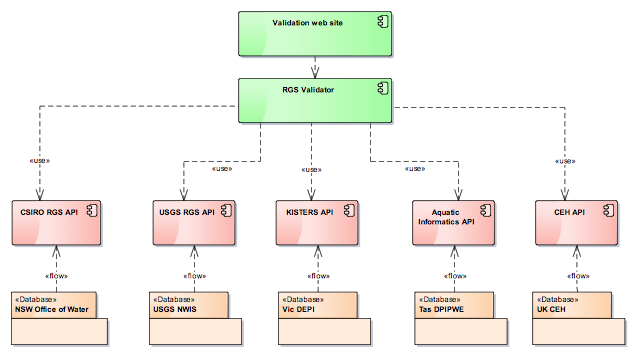 Validation web site
RGS Validator
«use»
«use»
«use»
«use»
«use»
CSIRO RGS API
USGS RGS API
KISTERS API
Aquatic
Informatics API
CEH API
«flow»
«flow»
«flow»
«flow»
«flow»
«Database»
NSW Office of Water
«Database»
USGS NWIS
«Database»
Vic DEPI
«Database»
Tas DPIPWE
«Database»
UK CEH